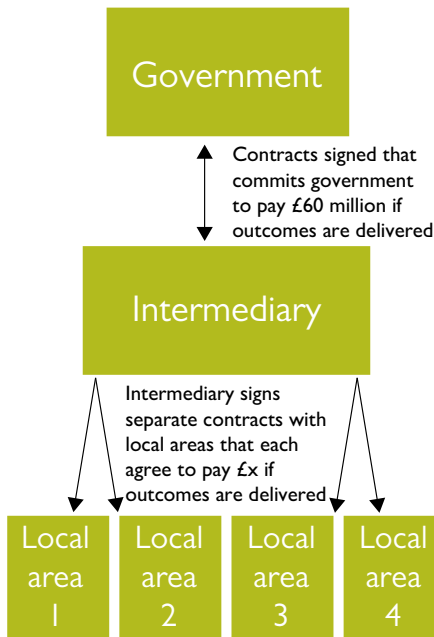 Government
Contracts signed that
commits government
to pay £60 million if
outcomes are delivered
Intermediary
Intermediary signs
separate contracts with
local areas that each
agree to pay £x if
outcomes are delivered
Local
area
1
Local
area
2
Local
area
3
Local
area
4